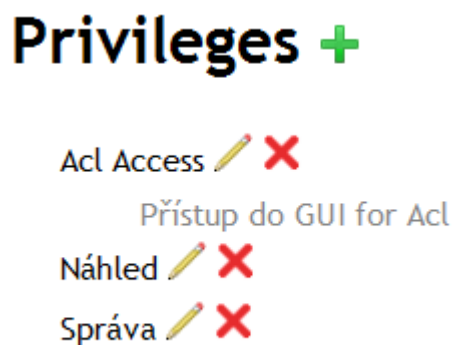 Privileges
Acl Access
Přístup do GUI for Acl
Náhled
Správa